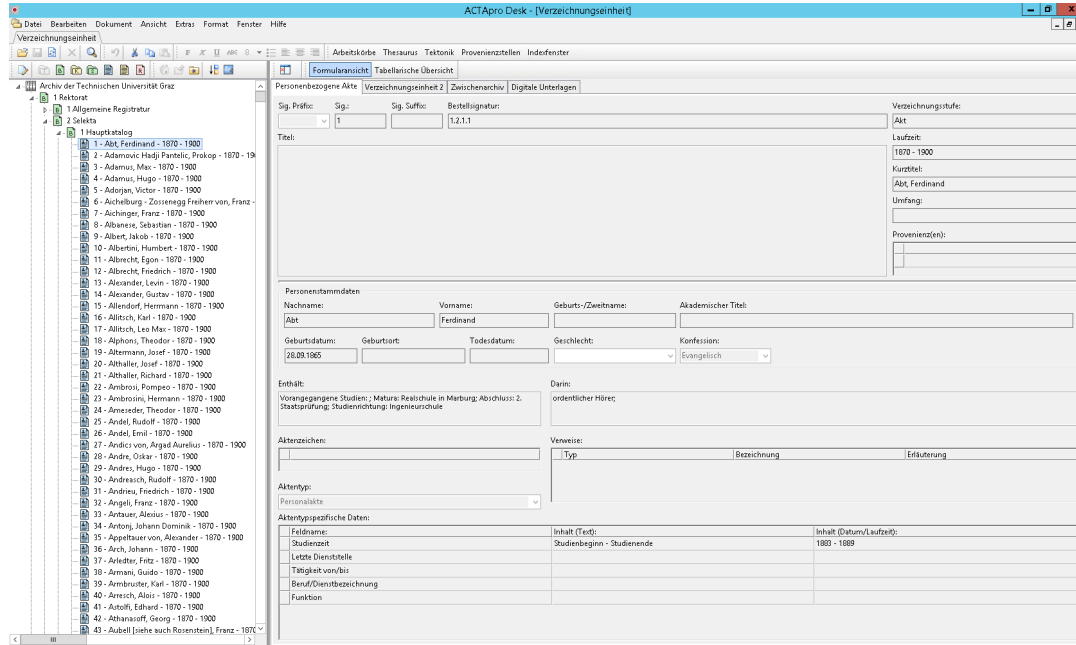 ACTApro Desk - [Verzeichnungseinheit]
Datei Bearbeiten Dokument Ansicht Extras Format Fenster Hilfe
Verzeichnungseinheit
F X U ABC 8 Arbeitskörbe Thesaurus Tektonik Provenienzstellen Indexfenster
Formularansicht Tabellarische Übersicht
Archiv der Technischen Universität Graz
1 Rektorat
1 Allgemeine Registratur
2 Selekta
1 Hauptkatalog
1 - Abt, Ferdinand - 1870 - 1900
2 - Adamovic Hadji Pantelic, Prokop - 1870 - 19
3 - Adamus, Max - 1870 - 1900
4 - Adamus, Hugo - 1870 - 1900
5 - Adorjan, Victor - 1870 - 1900
6 - Aichelburg - Zossenegg Freiherr von, Franz -
7 - Aichinger, Franz - 1870 - 1900
8 - Albanese, Sebastian - 1870 - 1900
9 - Albert, Jakob - 1870 - 1900
10 - Albertini, Humbert - 1870 - 1900
11 - Albrecht, Egon - 1870 - 1900
12 - Albrecht, Friedrich - 1870 - 1900
13 - Alexander, Levin - 1870 - 1900
14 - Alexander, Gustav - 1870 - 1900
15 - Allendorf, Herrmann - 1870 - 1900
16 - Allitsch, Karl - 1870 - 1900
17 - Allitsch, Leo Max - 1870 - 1900
18 - Alphons, Theodor - 1870 - 1900
19 - Altermann, Josef - 1870 - 1900
20 - Althaller, Josef - 1870 - 1900
21 - Althaller, Richard - 1870 - 1900
22 - Ambrosi, Pompeo - 1870 - 1900
23 - Ambrosini, Hermann - 1870 - 1900
24 - Ameseder, Theodor - 1870 - 1900
25 - Andel, Rudolf - 1870 - 1900
26 - Andel, Emil - 1870 - 1900
27 - Andics von, Argad Aurelius - 1870 - 1900
28 - Andre, Oskar - 1870 - 1900
29 - Andres, Hugo - 1870 - 1900
30 - Andreasch, Rudolf - 1870 - 1900
31 - Andrieu, Friedrich - 1870 - 1900
32 - Angeli, Franz - 1870 - 1900
33 - Antauer, Alexius - 1870 - 1900
34 - Antonj, Johann Dominik - 1870 - 1900
35 - Appeltauer von, Alexander - 1870 - 1900
36 - Arch, Johann - 1870 - 1900
37 - Arledter, Fritz - 1870 - 1900
38 - Armani, Guido - 1870 - 1900
39 - Armbruster, Karl - 1870 - 1900
40 - Arresch, Alois - 1870 - 1900
41 - Astolfi, Edhard - 1870 - 1900
42 - Athanasoff, Georg - 1870 - 1900
43 - Aubell [siehe auch Rosenstein], Franz - 1870
Personenbezogene Akte Verzeichnungseinheit 2 Zwischenarchiv Digitale Unterlagen
Sig. Präfix: Sig.: Sig. Suffix: Bestellsignatur: Verzeichnungsstufe:
1 1.2.1.1 Akt
Titel: Laufzeit:
1870 - 1900
Kurztitel:
Abt, Ferdinand
Umfang:
Provenienz(en):
Personenstammdaten
Nachname: Vorname: Geburts-/Zweitname: Akademischer Titel:
Abt Ferdinand
Geburtsdatum: Geburtsort: Todesdatum: Geschlecht: Konfession:
28.09.1865 Evangelisch
Enthält: Darin:
Vorangegangene Studien: ; Matura: Realschule in Marburg; Abschluss: 2. ordentlicher Hörer;
Staatsprüfung; Studienrichtung: Ingenieurschule
Aktenzeichen: Verweise:
Typ Bezeichnung Erläuterung
Aktentyp:
Personalakte
Aktentypspezifische Daten:
Feldname: Inhalt (Text): Inhalt (Datum/Laufzeit):
Studienzeit Studienbeginn - Studienende 1883 - 1889
Letzte Dienststelle
Tätigkeit von/bis
Beruf/Dienstbezeichnung
Funktion